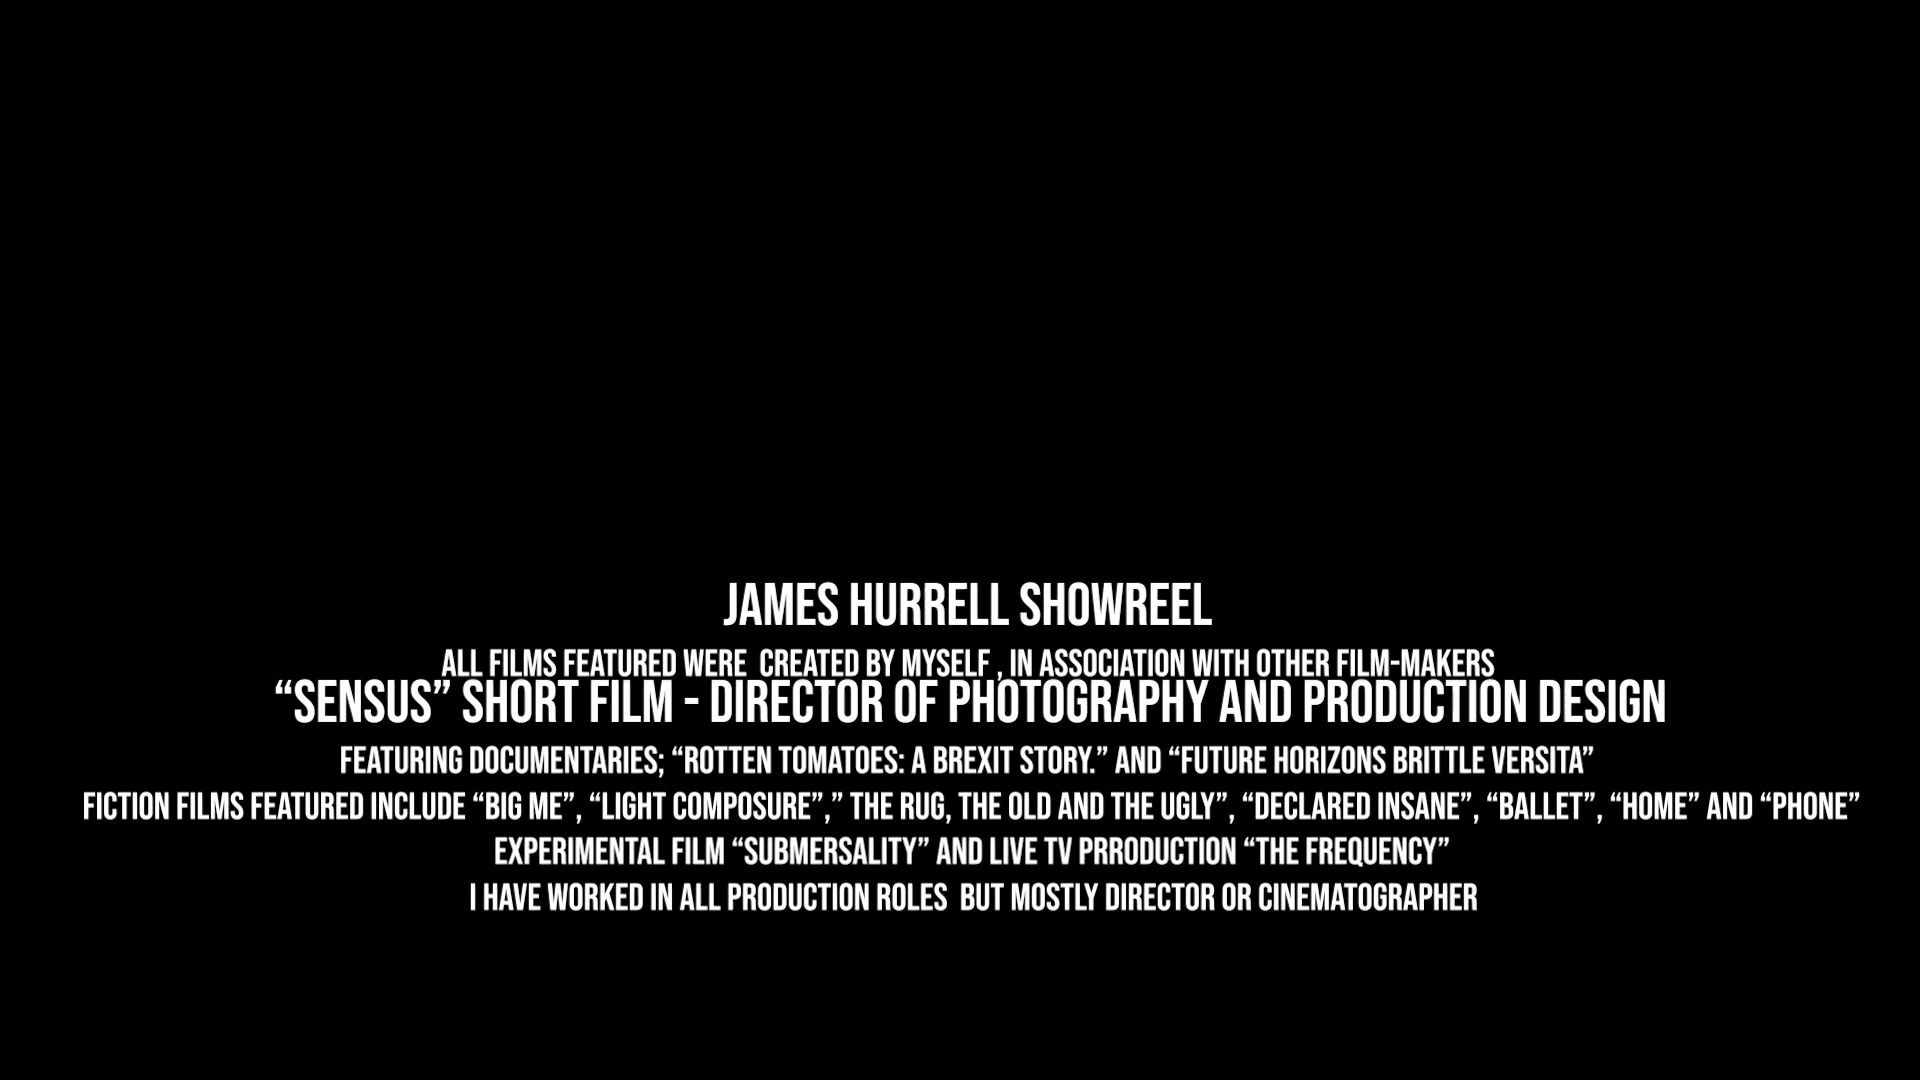 JAMES HURRELL SHOWREEL
ALL FILMS FEATURED WERE  CREATED BY MYSELF , IN ASSOCIATION WITH OTHER FILM-MAKERS
“SENSUS” SHORT FILM - DIRECTOR OF PHOTOGRAPHY AND PRODUCTION DESIGN
FEATURING DOCUMENTARIES; “ROTTEN TOMATOES: A BREXIT STORY.” AND “FUTURE HORIZONS BRITTLE VERSITA”
FICTION FILMS FEATURED INCLUDE “BIG ME”, “LIGHT COMPOSURE”,” THE RUG, THE OLD AND THE UGLY”, “DECLARED INSANE”, “BALLET”, “HOME” AND “PHONE”
EXPERIMENTAL FILM “SUBMERSALITY” AND LIVE TV PRRODUCTION “THE FREQUENCY”
I HAVE WORKED IN ALL PRODUCTION ROLES  BUT MOSTLY DIRECTOR OR CINEMATOGRAPHER